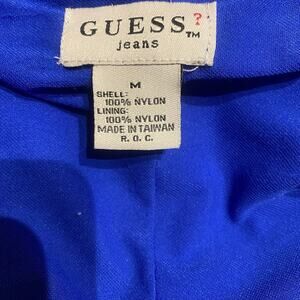 GUESS?™
jeans
M
SHELL:
100% NYLON
LINING:
100% NYLON
MADE IN TAIWAN
R. O. C.